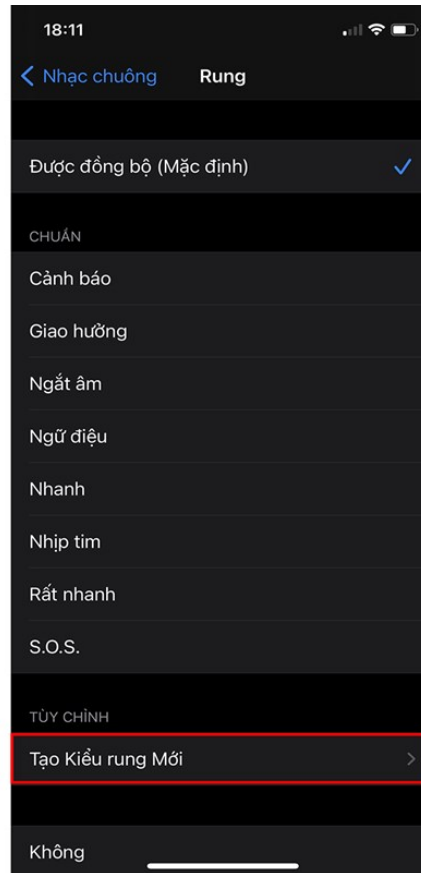 18:11
Nhạc chuông Rung
Được đồng bộ (Mặc định)
CHUẨN
Cảnh báo
Giao hưởng
Ngắt âm
Ngữ điệu
Nhanh
Nhịp tim
Rất nhanh
S.O.S.
TÙY CHỈNH
Tạo Kiểu rung Mới
Không